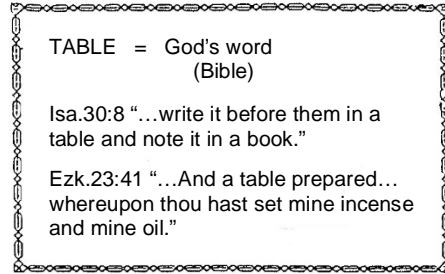 TABLE = God’s word
(Bible)
Isa.30:8 “…write it before them in a
table and note it in a book.”
Ezk.23:41 “…And a table prepared…
whereupon thou hast set mine incense
and mine oil.”